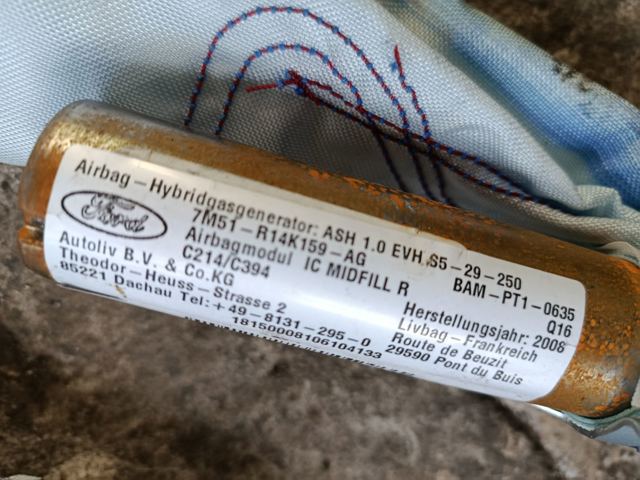 Airbag-Hybridgasgenerator: ASH 1.0 EVH S5-29-250
Ford
7M51-R14K159-AG
BAM-PT1-0635
Airbagmodul IC MIDFILL R
Q16
C214/C394
Herstellungsjahr: 2006
Autoliv B.V. & Co.KG
Livbag-Frankreich
Theodor-Heuss-Strasse 2
Route de Beuzit
85221 Dachau Tel:+49-8131-295-0
29590 Pont du Buis
18150008106104133